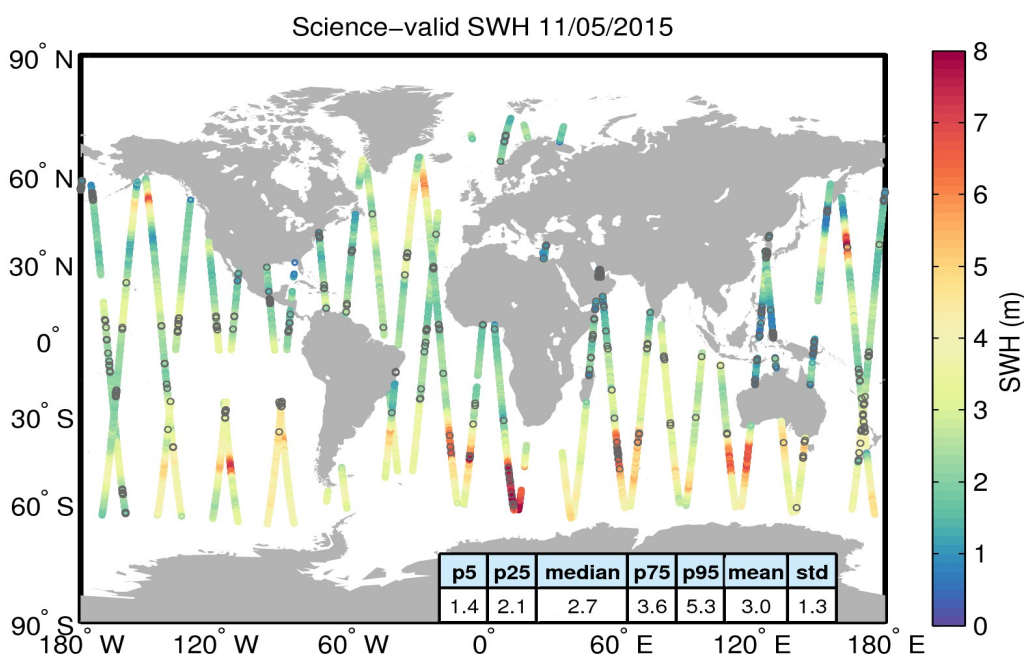 Science−valid SWH 11/05/2015
90° N
60° N
30° N
0°
30° S
60° S
90° S
180° W
120° W
60° W
0°
60° E
120° E
180° E
p5 p25 median p75 p95 mean std
1.4 2.1 2.7 3.6 5.3 3.0 1.3
8
7
6
5
4
3
2
1
0
SWH (m)